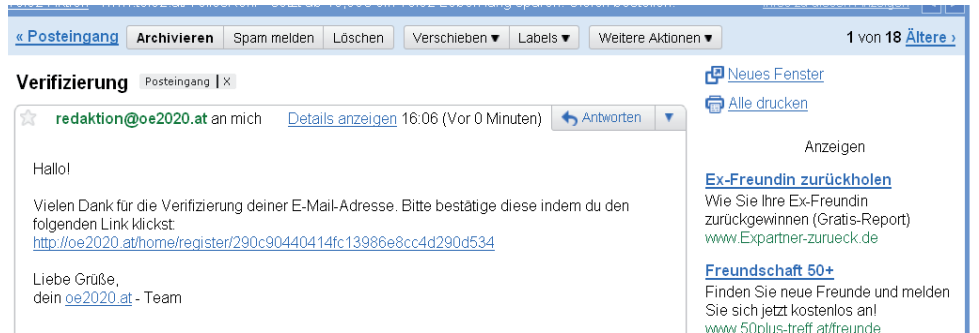 « Posteingang Archivieren Spam melden Löschen Verschieben ▼ Labels ▼ Weitere Aktionen ▼ 1 von 18 Ältere ›
Verifizierung Posteingang | X
redaktion@oe2020.at an mich Details anzeigen 16:06 (Vor 0 Minuten) Antworten ▼
Hallo!
Vielen Dank für die Verifizierung deiner E-Mail-Adresse. Bitte bestätige diese indem du den
folgenden Link klickst:
http://oe2020.at/home/register/290c90440414fc13986e8cc4d290d534
Liebe Grüße,
dein oe2020.at - Team
Neues Fenster
Alle drucken
Anzeigen
Ex-Freundin zurückholen
Wie Sie Ihre Ex-Freundin
zurückgewinnen (Gratis-Report)
www.Expartner-zurueck.de
Freundschaft 50+
Finden Sie neue Freunde und melden
Sie sich jetzt kostenlos an!
www.50plus-treff.at/freunde